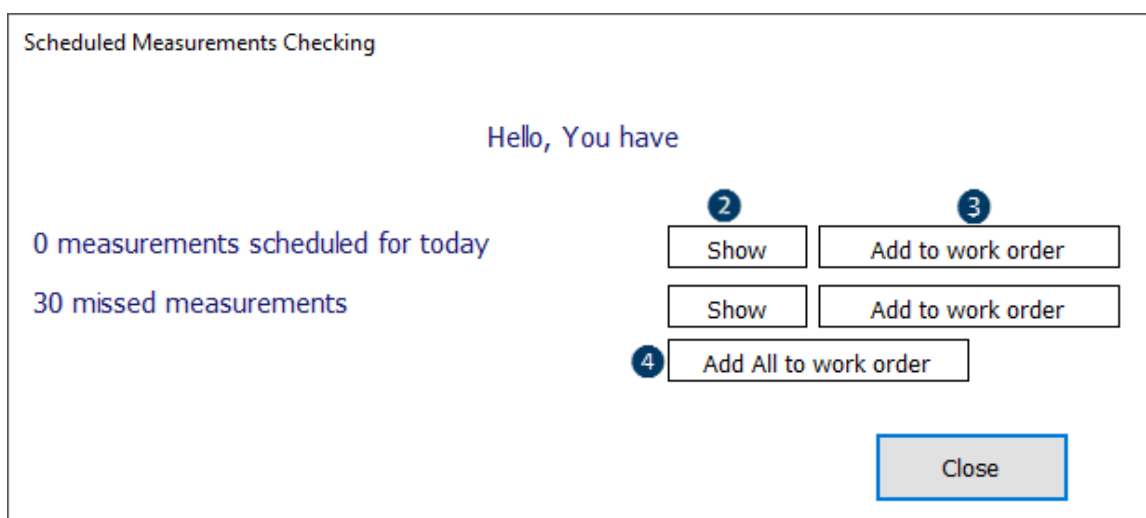 Scheduled Measurements Checking
Hello, You have
2 3
0 measurements scheduled for today Show Add to work order
30 missed measurements Show Add to work order
4 Add All to work order
Close